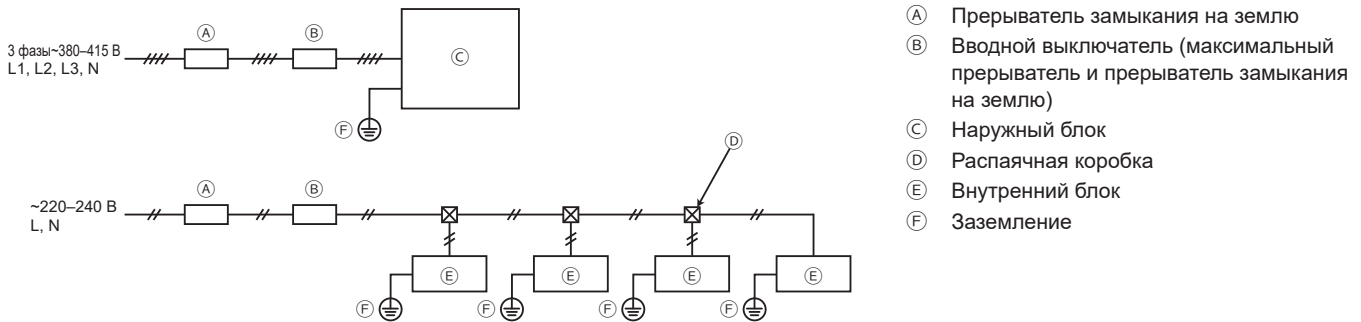 3 фазы~380–415 В
L1, L2, L3, N
Ⓐ
Ⓑ
Ⓒ
Ⓕ
Ⓓ
~220–240 В
L, N
Ⓐ
Ⓑ
Ⓔ
Ⓔ
Ⓔ
Ⓔ
Ⓕ
Ⓕ
Ⓕ
Ⓕ
Ⓐ Прерыватель замыкания на землю
Ⓑ Вводной выключатель (максимальный
прерыватель и прерыватель замыкания
на землю)
Ⓒ Наружный блок
Ⓓ Распаячная коробка
Ⓔ Внутренний блок
Ⓕ Заземление